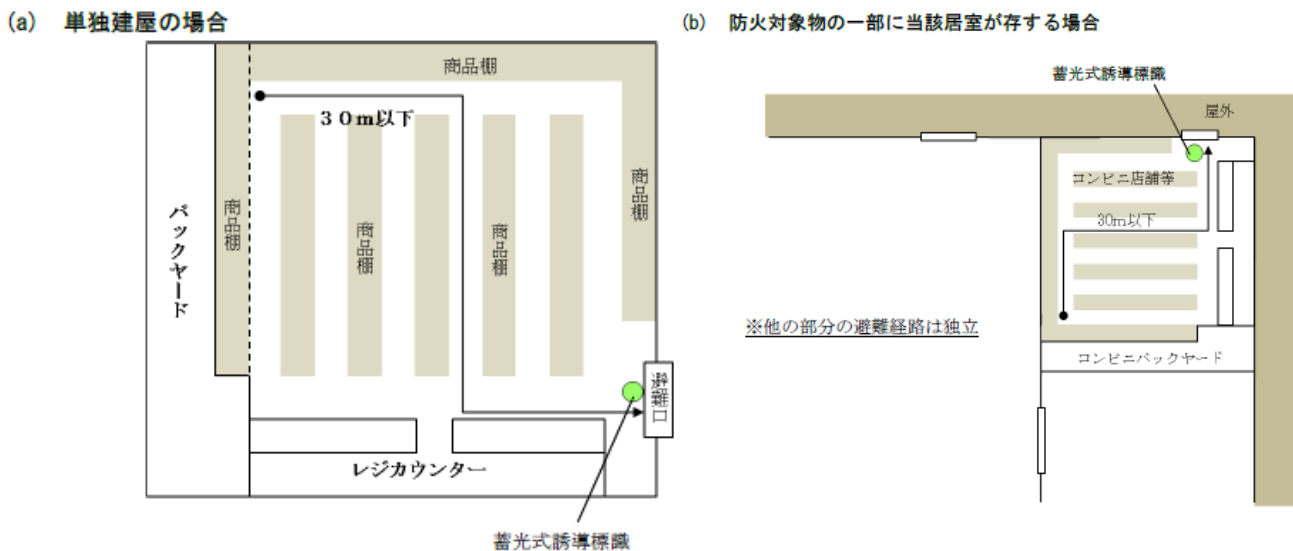 (a) 単独建屋の場合
商品棚
30m以下
商品棚
商品棚
商品棚
商品棚
バックヤード
避難口
レジカウンター
蓄光式誘導標識
(b) 防火対象物の一部に当該居室が存する場合
蓄光式誘導標識
屋外
コンビニ店舗等
30m以下
※他の部分の避難経路は独立
コンビニバックヤード